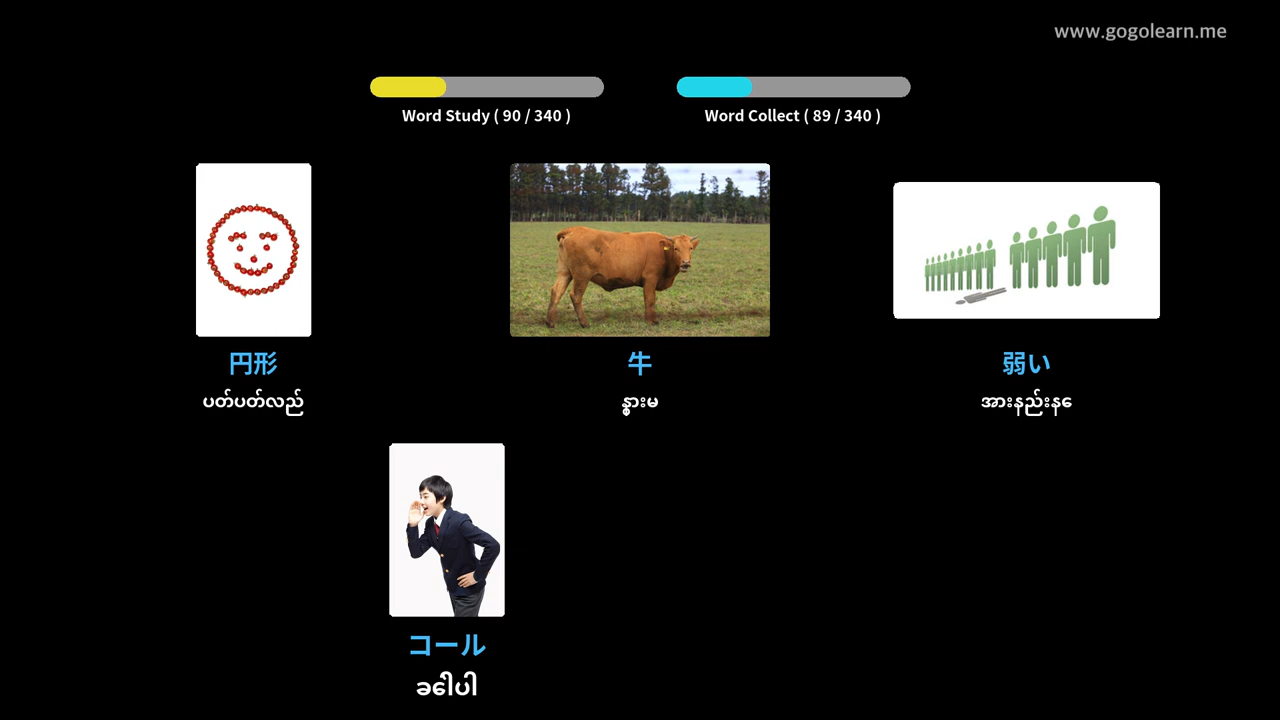 www.gogolearn.me
Word Study ( 90 / 340 )
Word Collect ( 89 / 340 )
円形
ပတ်ပတ်လည်
牛
နွားမ
弱い
အားနည်းနေ
コール
ခေါ်ပါ